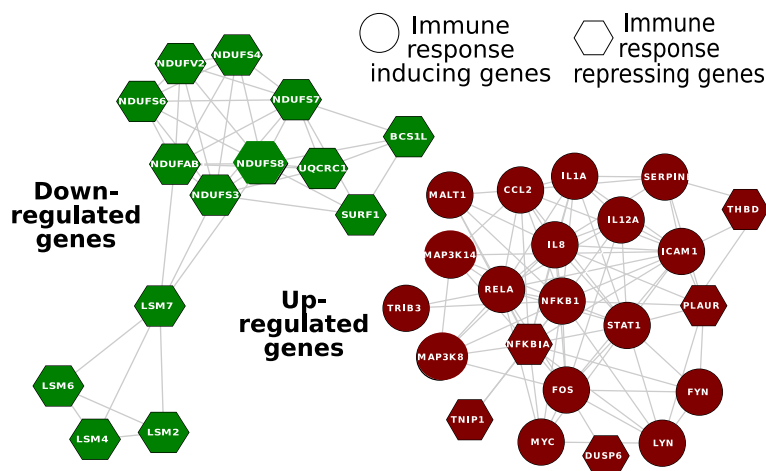 Immune
response
inducing genes
Immune
response
repressing genes
NDUFV2
NDUFS4
NDUFS6
NDUFS7
BCS1L
NDUFAB
NDUFS8
UQCRC1
NDUFS3
SURF1
Down-
regulated
genes
LSM7
LSM6
LSM4
LSM2
Up-
regulated
genes
IL1A
SERPIN
CCL2
MALT1
THBD
IL12A
IL8
ICAM1
MAP3K14
RELA
NFKB1
PLAUR
TRIB3
STAT1
NFKBIA
MAP3K8
FOS
FYN
TNIP1
MYC
LYN
DUSP6